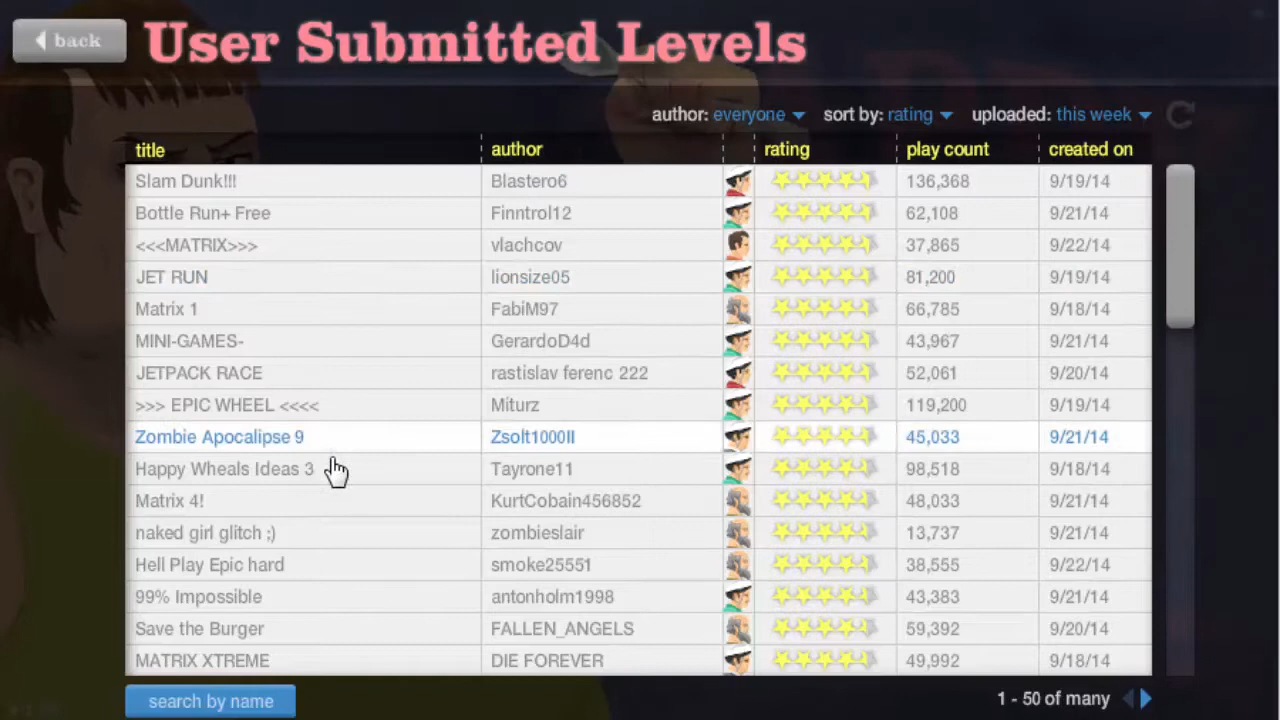 back
User Submitted Levels
author: everyone sort by: rating uploaded: this week
title author rating play count created on
Slam Dunk!!! Blastero6 136,368 9/19/14
Bottle Run+ Free Finntrol12 62,108 9/21/14
<<<MATRIX>>> vlachcov 37,865 9/22/14
JET RUN lionsize05 81,200 9/19/14
Matrix 1 FabiM97 66,785 9/18/14
MINI-GAMES- GerardoD4d 43,967 9/21/14
JETPACK RACE rastislav ferenc 222 52,061 9/20/14
>>> EPIC WHEEL <<<< Miturz 119,200 9/19/14
Zombie Apocalipse 9 Zsolt1000II 45,033 9/21/14
Happy Wheals Ideas 3 Tayrone11 98,518 9/18/14
Matrix 4! KurtCobain456852 48,033 9/21/14
naked girl glitch ;) zombieslair 13,737 9/21/14
Hell Play Epic hard smoke25551 38,555 9/22/14
99% Impossible antonholm1998 43,383 9/21/14
Save the Burger FALLEN_ANGELS 59,392 9/20/14
MATRIX XTREME DIE FOREVER 49,992 9/18/14
search by name 1 - 50 of many